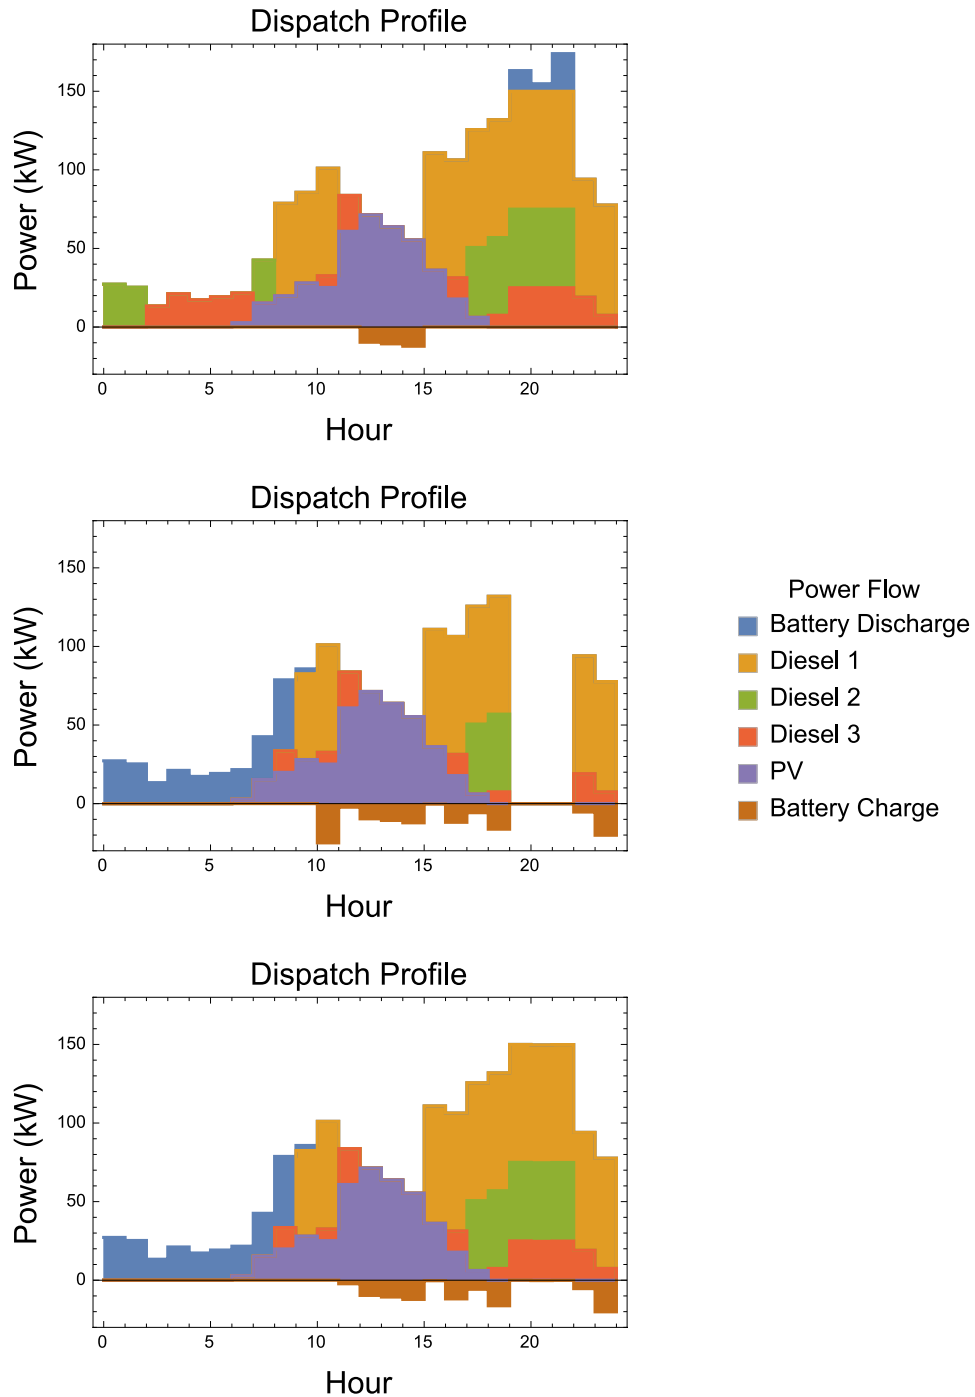 Dispatch Profile
150
100
50
0
Power (kW)
0 5 10 15 20
Hour
Dispatch Profile
150
100
50
0
Power (kW)
0 5 10 15 20
Hour
Power Flow
Battery Discharge
Diesel 1
Diesel 2
Diesel 3
PV
Battery Charge
Dispatch Profile
150
100
50
0
Power (kW)
0 5 10 15 20
Hour